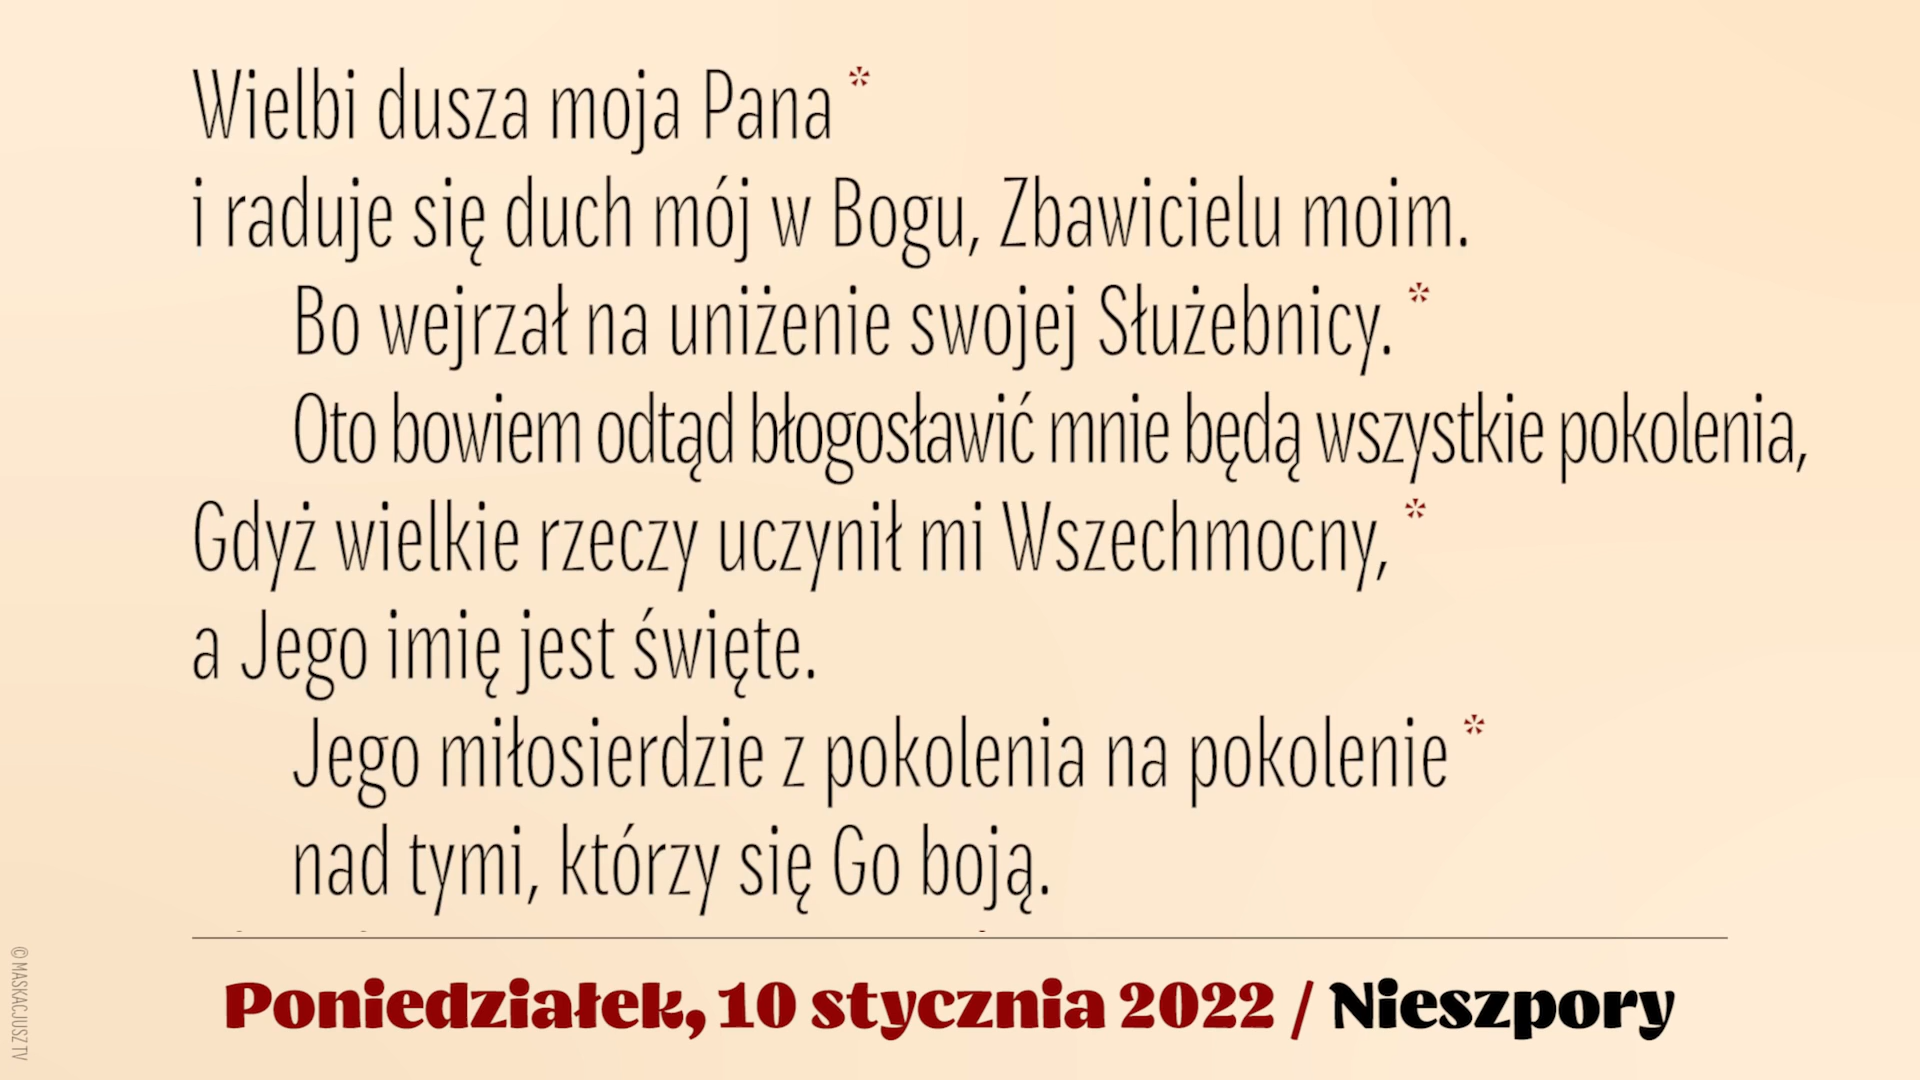 Wielbi dusza moja Pana *
i raduje się duch mój w Bogu, Zbawicielu moim.
Bo wejrzał na uniżenie swojej Służebnicy. *
Oto bowiem odtąd błogosławić mnie będą wszystkie pokolenia,
Gdyż wielkie rzeczy uczynił mi Wszechmocny, *
a Jego imię jest święte.
Jego miłosierdzie z pokolenia na pokolenie *
nad tymi, którzy się Go boją.
Poniedziałek, 10 stycznia 2022 / Nieszpory
© MASKACJUSZ TV